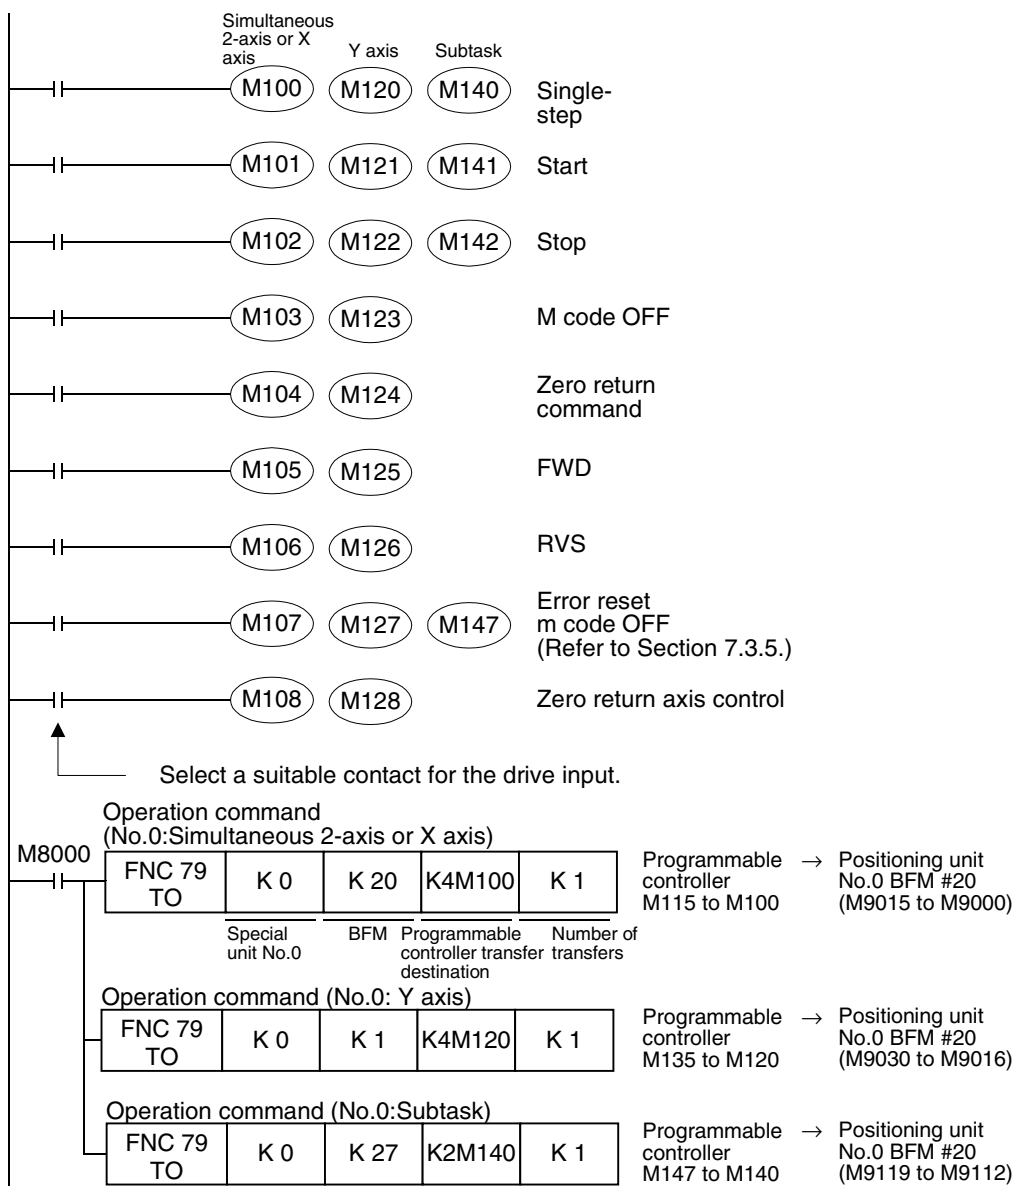 Simultaneous
2-axis or X
axis
Y axis
Subtask
M100 M120 M140 Single-
step
M101 M121 M141 Start
M102 M122 M142 Stop
M103 M123 M code OFF
M104 M124 Zero return
command
M105 M125 FWD
M106 M126 RVS
M107 M127 M147 Error reset
m code OFF
(Refer to Section 7.3.5.)
M108 M128 Zero return axis control
Select a suitable contact for the drive input.
Operation command
(No.0:Simultaneous 2-axis or X axis)
M8000
FNC 79
TO
K 0
K 20
K4M100
K 1
Programmable
controller
M115 to M100
→
Positioning unit
No.0 BFM #20
(M9015 to M9000)
Special
unit No.0
BFM
Programmable
controller transfer
destination
Number of
transfers
Operation command (No.0: Y axis)
FNC 79
TO
K 0
K 1
K4M120
K 1
Programmable
controller
M135 to M120
→
Positioning unit
No.0 BFM #20
(M9030 to M9016)
Operation command (No.0:Subtask)
FNC 79
TO
K 0
K 27
K2M140
K 1
Programmable
controller
M147 to M140
→
Positioning unit
No.0 BFM #20
(M9119 to M9112)